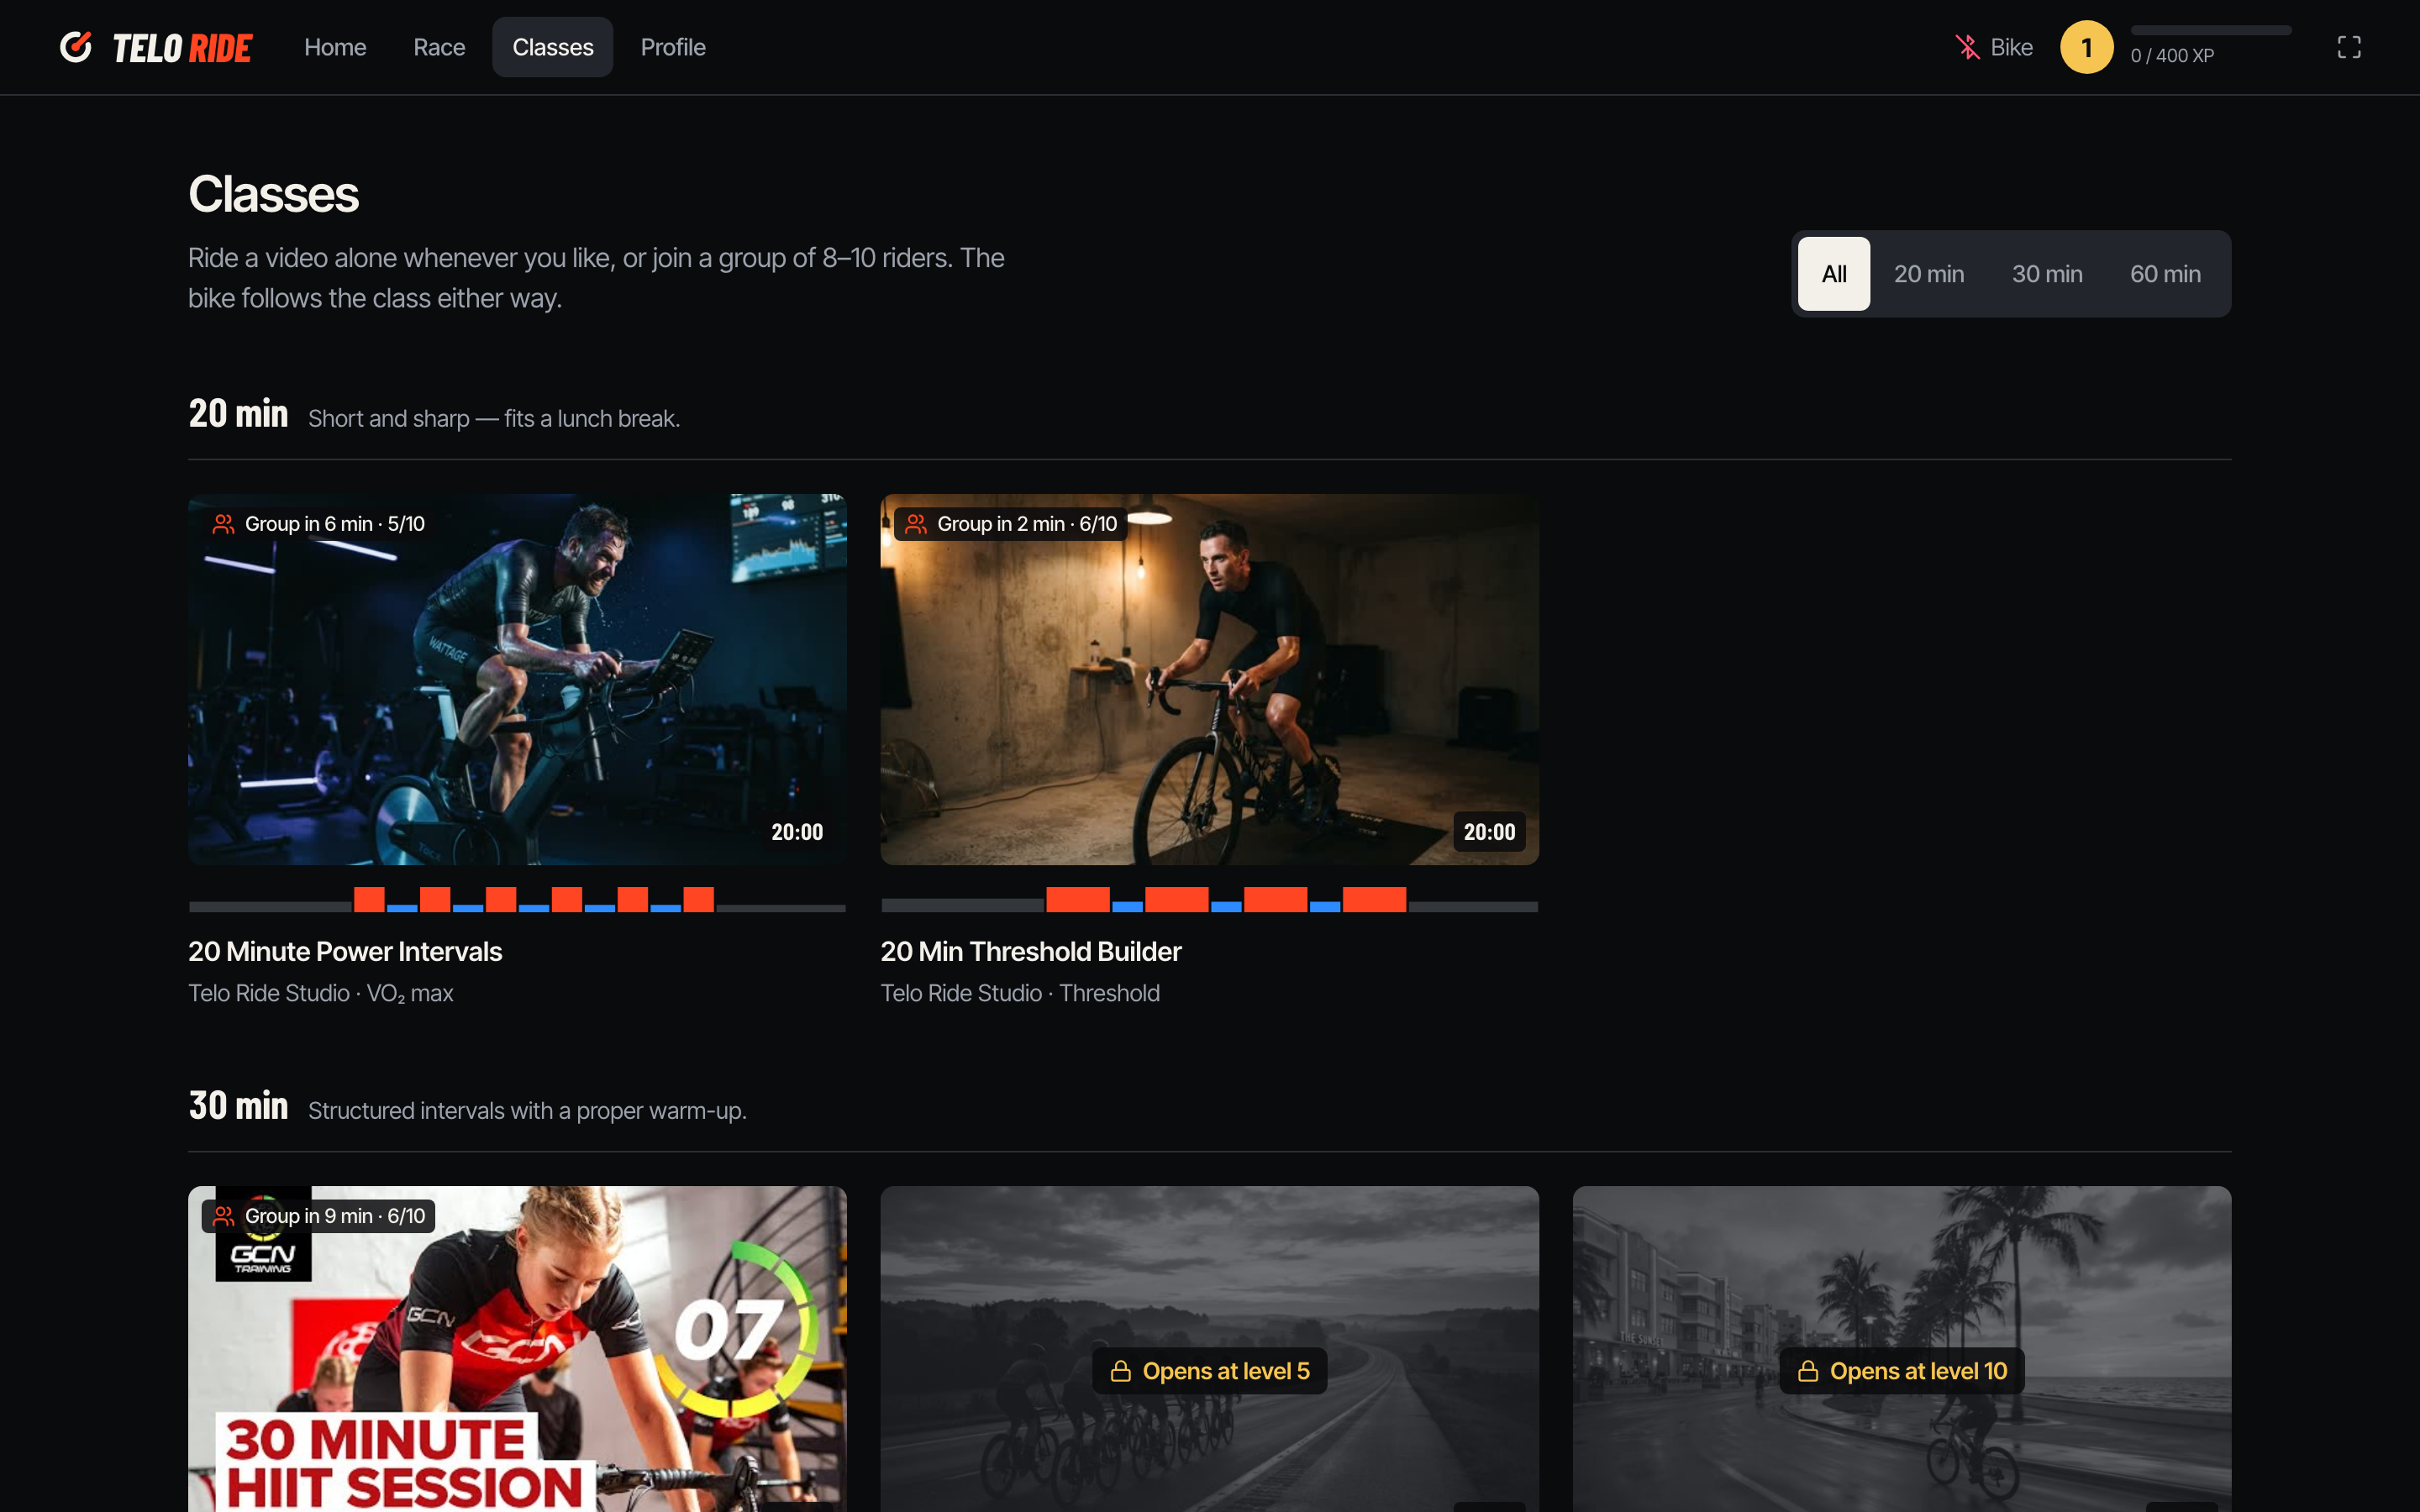 TELO RIDE
Home
Race
Classes
Profile
Bike
1
0 / 400 XP
Classes
Ride a video alone whenever you like, or join a group of 8–10 riders. The
bike follows the class either way.
All
20 min
30 min
60 min
20 min
Short and sharp — fits a lunch break.
Group in 6 min · 5/10
WATTAGE
20:00
Group in 2 min · 6/10
20:00
20 Minute Power Intervals
Telo Ride Studio · VO₂ max
20 Min Threshold Builder
Telo Ride Studio · Threshold
30 min
Structured intervals with a proper warm-up.
Group in 9 min · 6/10
GCN
TRAINING
GCN
GCN
07
30 MINUTE
HIIT SESSION
Opens at level 5
THE SUNSET
Opens at level 10